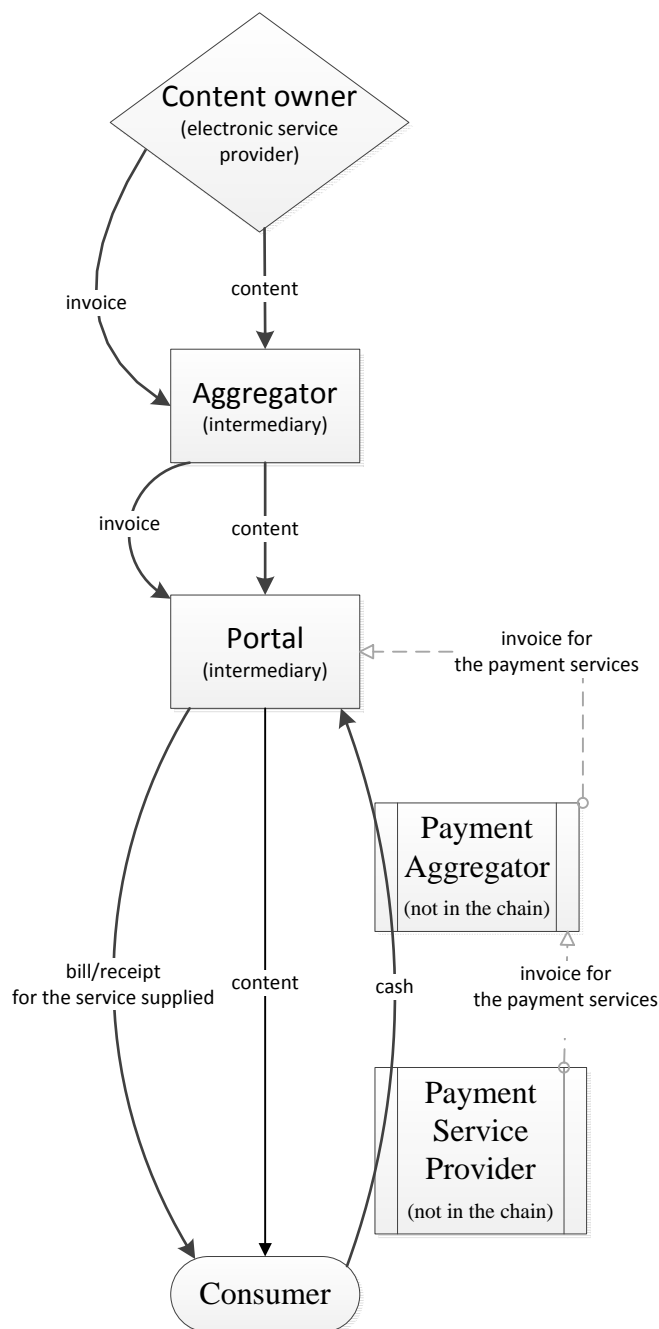 Content owner
(electronic service
provider)
invoice
content
Aggregator
(intermediary)
invoice
content
Portal
(intermediary)
invoice for
the payment services
Payment
Aggregator
(not in the chain)
bill/receipt
for the service supplied
content
cash
invoice for
the payment services
Payment
Service
Provider
(not in the chain)
Consumer